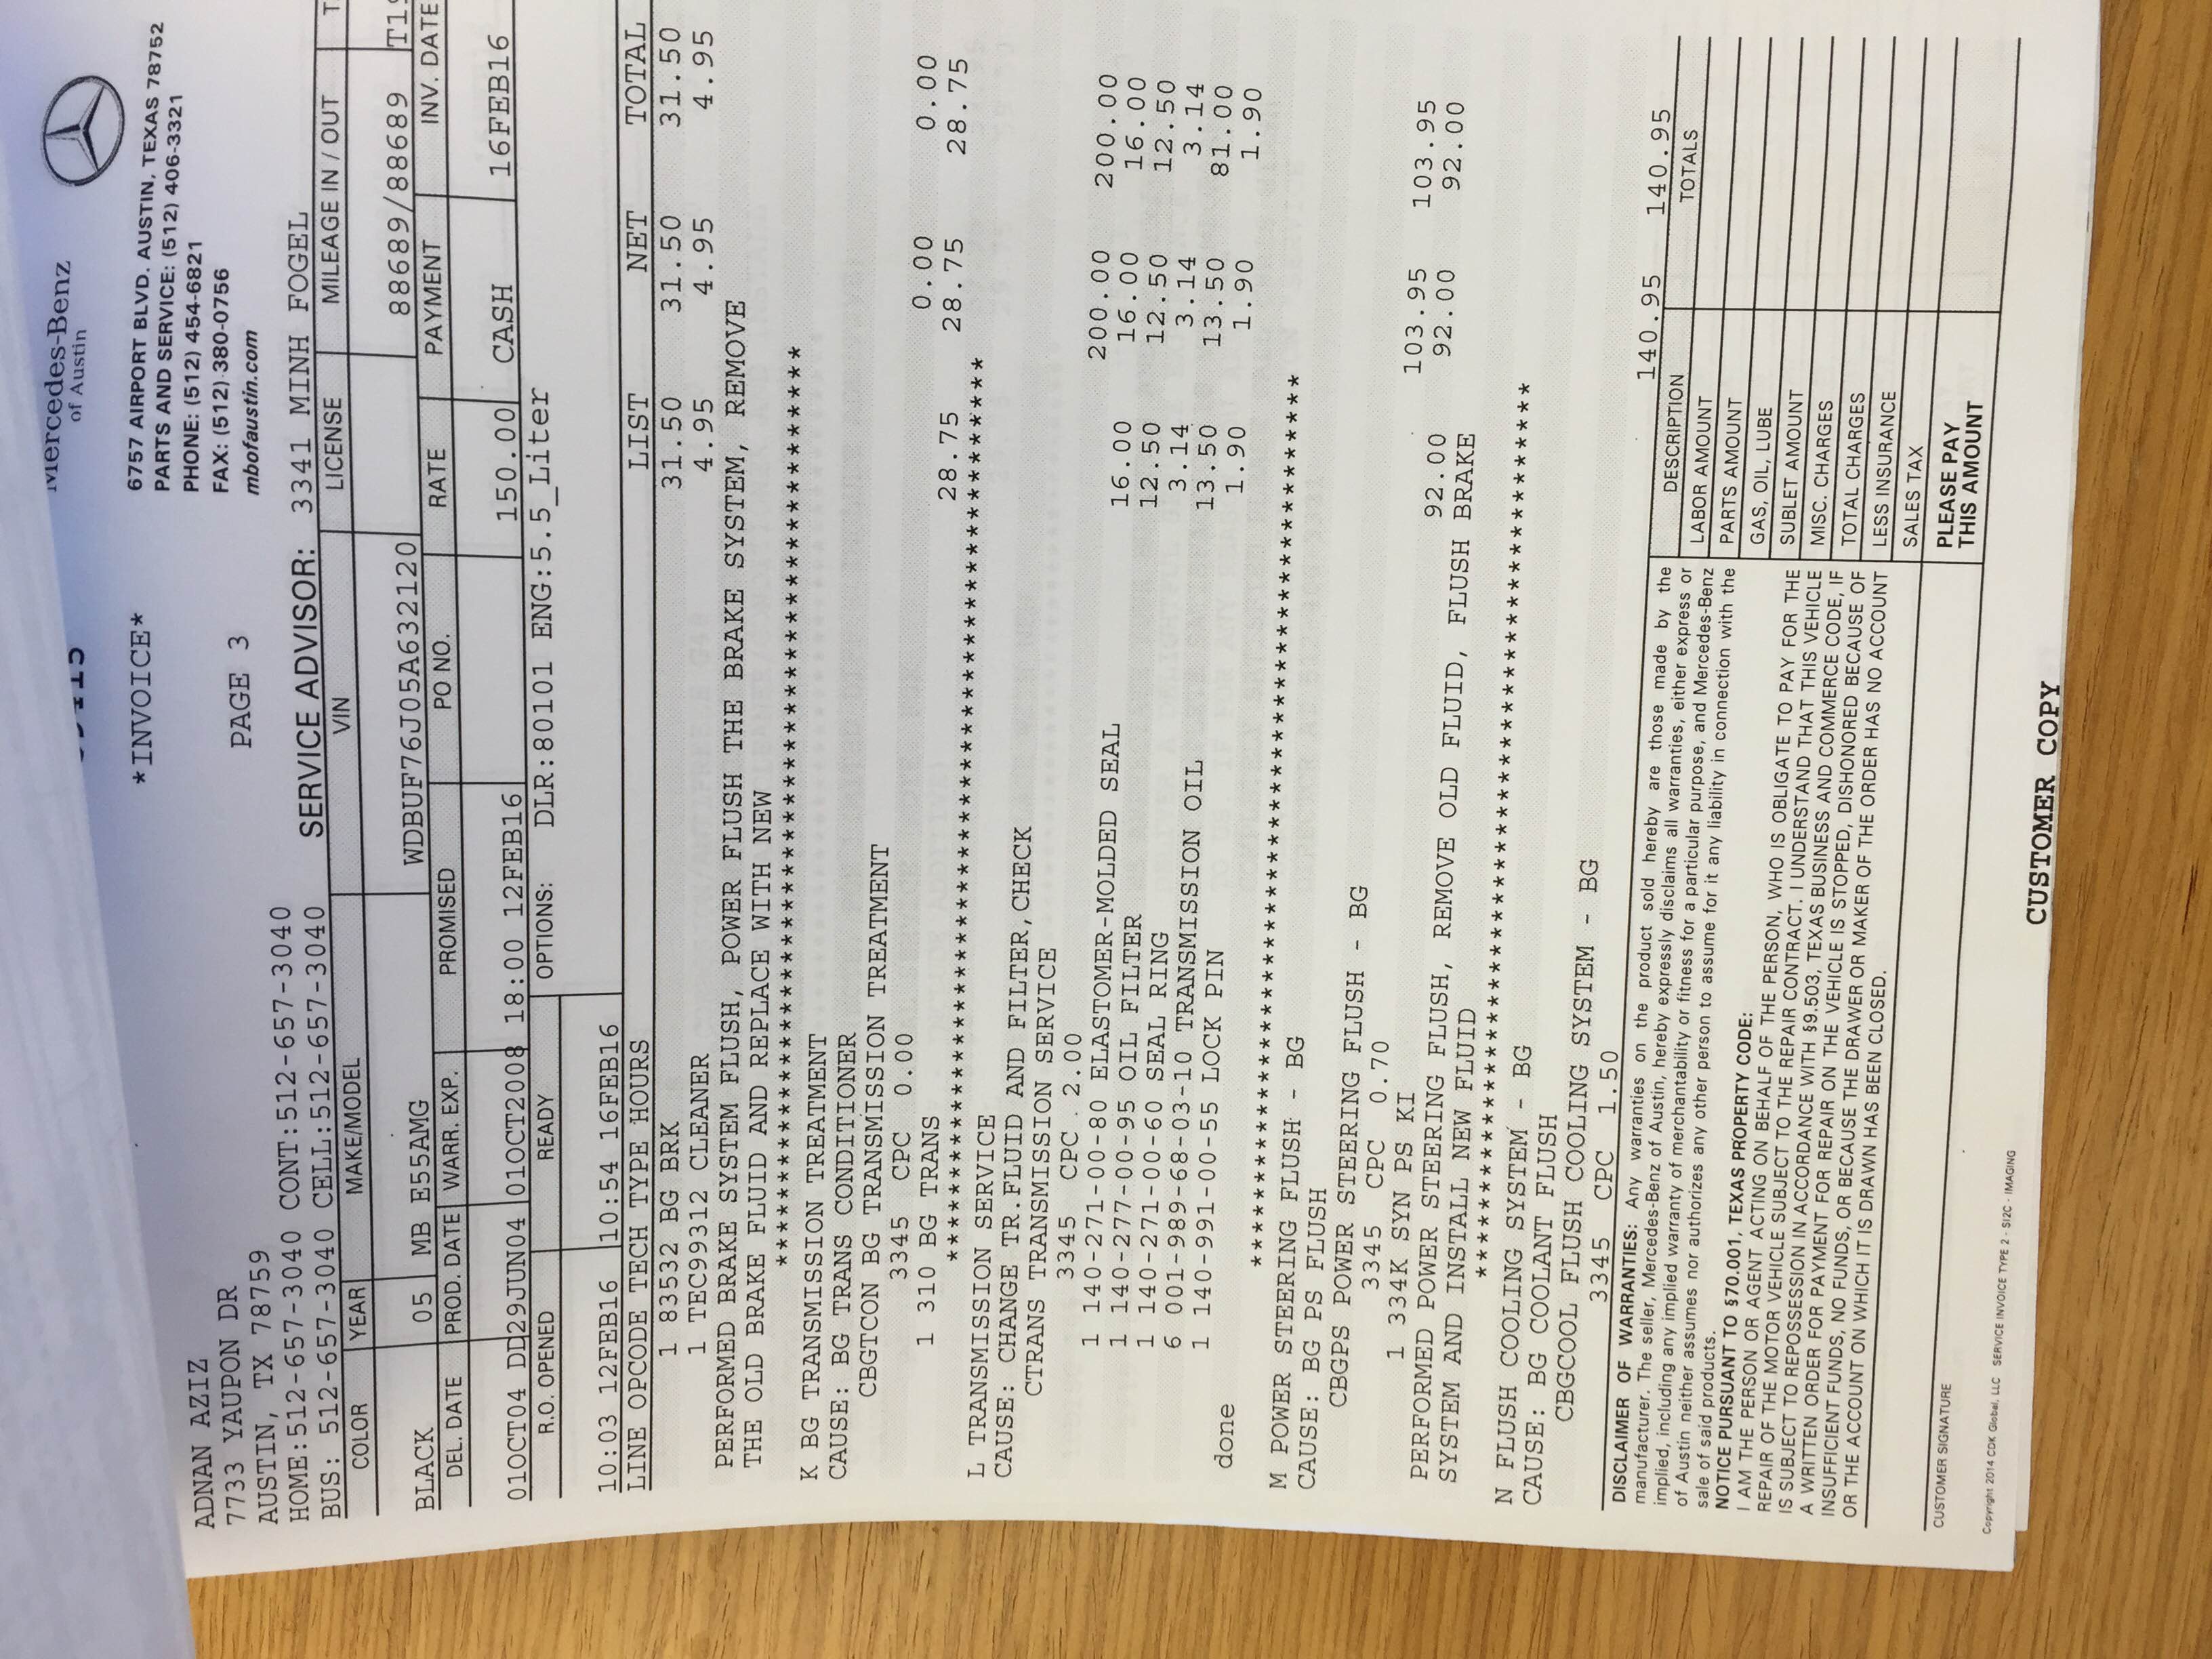 Mercedes-Benz
of Austin
*INVOICE*
6757 AIRPORT BLVD. AUSTIN, TEXAS 78752
PARTS AND SERVICE: (512) 406-3321
PHONE: (512) 454-6821
FAX: (512) 380-0756
mbofaustin.com
ADNAN AZIZ
7733 YAUPON DR
AUSTIN, TX 78759
PAGE 3
HOME:512-657-3040 CONT:512-657-3040
BUS: 512-657-3040 CELL:512-657-3040
SERVICE ADVISOR: 3341 MINH FOGEL
COLOR YEAR MAKE/MODEL VIN LICENSE MILEAGE IN / OUT
BLACK 05 MB E55AMG WDBUF76J05A632120 88689/88689
DEL. DATE PROD. DATE WARR. EXP. PROMISED PO NO. RATE PAYMENT INV. DATE
01OCT04 DD 29JUN04 01OCT2008 18:00 12FEB16 150.00 CASH 16FEB16
R.O. OPENED READY OPTIONS: DLR:80101 ENG:5.5_Liter
10:03 12FEB16 10:54 16FEB16
LINE OPCODE TECH TYPE HOURS LIST NET TOTAL
1 83532 BG BRK 31.50 31.50 31.50
1 TEC99312 CLEANER 4.95 4.95 4.95
PERFORMED BRAKE SYSTEM FLUSH, POWER FLUSH THE BRAKE SYSTEM, REMOVE
THE OLD BRAKE FLUID AND REPLACE WITH NEW
****************************************************
K BG TRANSMISSION TREATMENT
CAUSE: BG TRANS CONDITIONER
CBGTCON BG TRANSMISSION TREATMENT
3345 CPC 0.00 0.00 0.00
1 310 BG TRANS 28.75 28.75 28.75
****************************************************
L TRANSMISSION SERVICE
CAUSE: CHANGE TR.FLUID AND FILTER,CHECK
CTRANS TRANSMISSION SERVICE
3345 CPC 2.00 200.00 200.00
1 140-271-00-80 ELASTOMER-MOLDED SEAL 16.00 16.00 16.00
1 140-277-00-95 OIL FILTER 12.50 12.50 12.50
1 140-271-00-60 SEAL RING 3.14 3.14 3.14
6 001-989-68-03-10 TRANSMISSION OIL 13.50 13.50 81.00
1 140-991-00-55 LOCK PIN 1.90 1.90 1.90
done
****************************************************
M POWER STEERING FLUSH - BG
CAUSE: BG PS FLUSH
CBGPS POWER STEERING FLUSH - BG
3345 CPC 0.70 103.95 103.95
1 334K SYN PS KI 92.00 92.00 92.00
PERFORMED POWER STEERING FLUSH, REMOVE OLD FLUID, FLUSH BRAKE
SYSTEM AND INSTALL NEW FLUID
****************************************************
N FLUSH COOLING SYSTEM - BG
CAUSE: BG COOLANT FLUSH
CBGCOOL FLUSH COOLING SYSTEM - BG
3345 CPC 1.50 140.95 140.95
DISCLAIMER OF WARRANTIES: Any warranties on the product sold hereby are those made by the
manufacturer. The seller, Mercedes-Benz of Austin, hereby expressly disclaims all warranties, either express or
implied, including any implied warranty of merchantability or fitness for a particular purpose, and Mercedes-Benz
of Austin neither assumes nor authorizes any other person to assume for it any liability in connection with the
sale of said products.
NOTICE PURSUANT TO §70.001, TEXAS PROPERTY CODE:
I AM THE PERSON OR AGENT ACTING ON BEHALF OF THE PERSON, WHO IS OBLIGATE TO PAY FOR THE
REPAIR OF THE MOTOR VEHICLE SUBJECT TO THE REPAIR CONTRACT. I UNDERSTAND THAT THIS VEHICLE
IS SUBJECT TO REPOSSESSION IN ACCORDANCE WITH §9.503, TEXAS BUSINESS AND COMMERCE CODE, IF
A WRITTEN ORDER FOR PAYMENT FOR REPAIR ON THE VEHICLE IS STOPPED, DISHONORED BECAUSE OF
INSUFFICIENT FUNDS, NO FUNDS, OR BECAUSE THE DRAWER OR MAKER OF THE ORDER HAS NO ACCOUNT
OR THE ACCOUNT ON WHICH IT IS DRAWN HAS BEEN CLOSED.
DESCRIPTION TOTALS
LABOR AMOUNT
PARTS AMOUNT
GAS, OIL, LUBE
SUBLET AMOUNT
MISC. CHARGES
TOTAL CHARGES
LESS INSURANCE
SALES TAX
PLEASE PAY
THIS AMOUNT
CUSTOMER SIGNATURE
Copyright 2014 CDK Global, LLC SERVICE INVOICE TYPE 2 - SI2C - IMAGING
CUSTOMER COPY